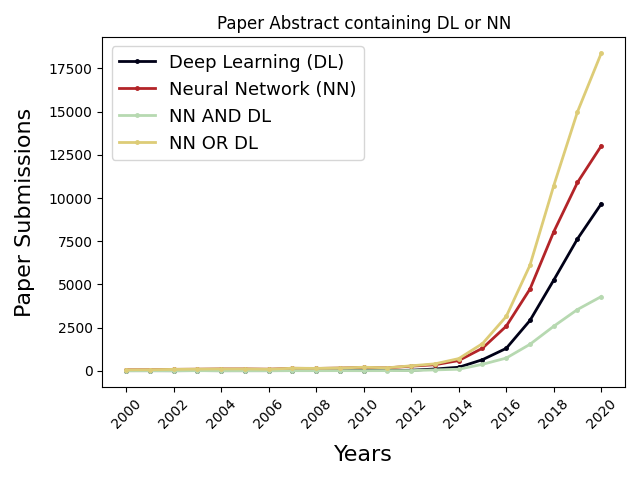 Paper Abstract containing DL or NN
Deep Learning (DL)
Neural Network (NN)
NN AND DL
NN OR DL
Paper Submissions
17500
15000
12500
10000
7500
5000
2500
0
2000
2002
2004
2006
2008
2010
2012
2014
2016
2018
2020
Years